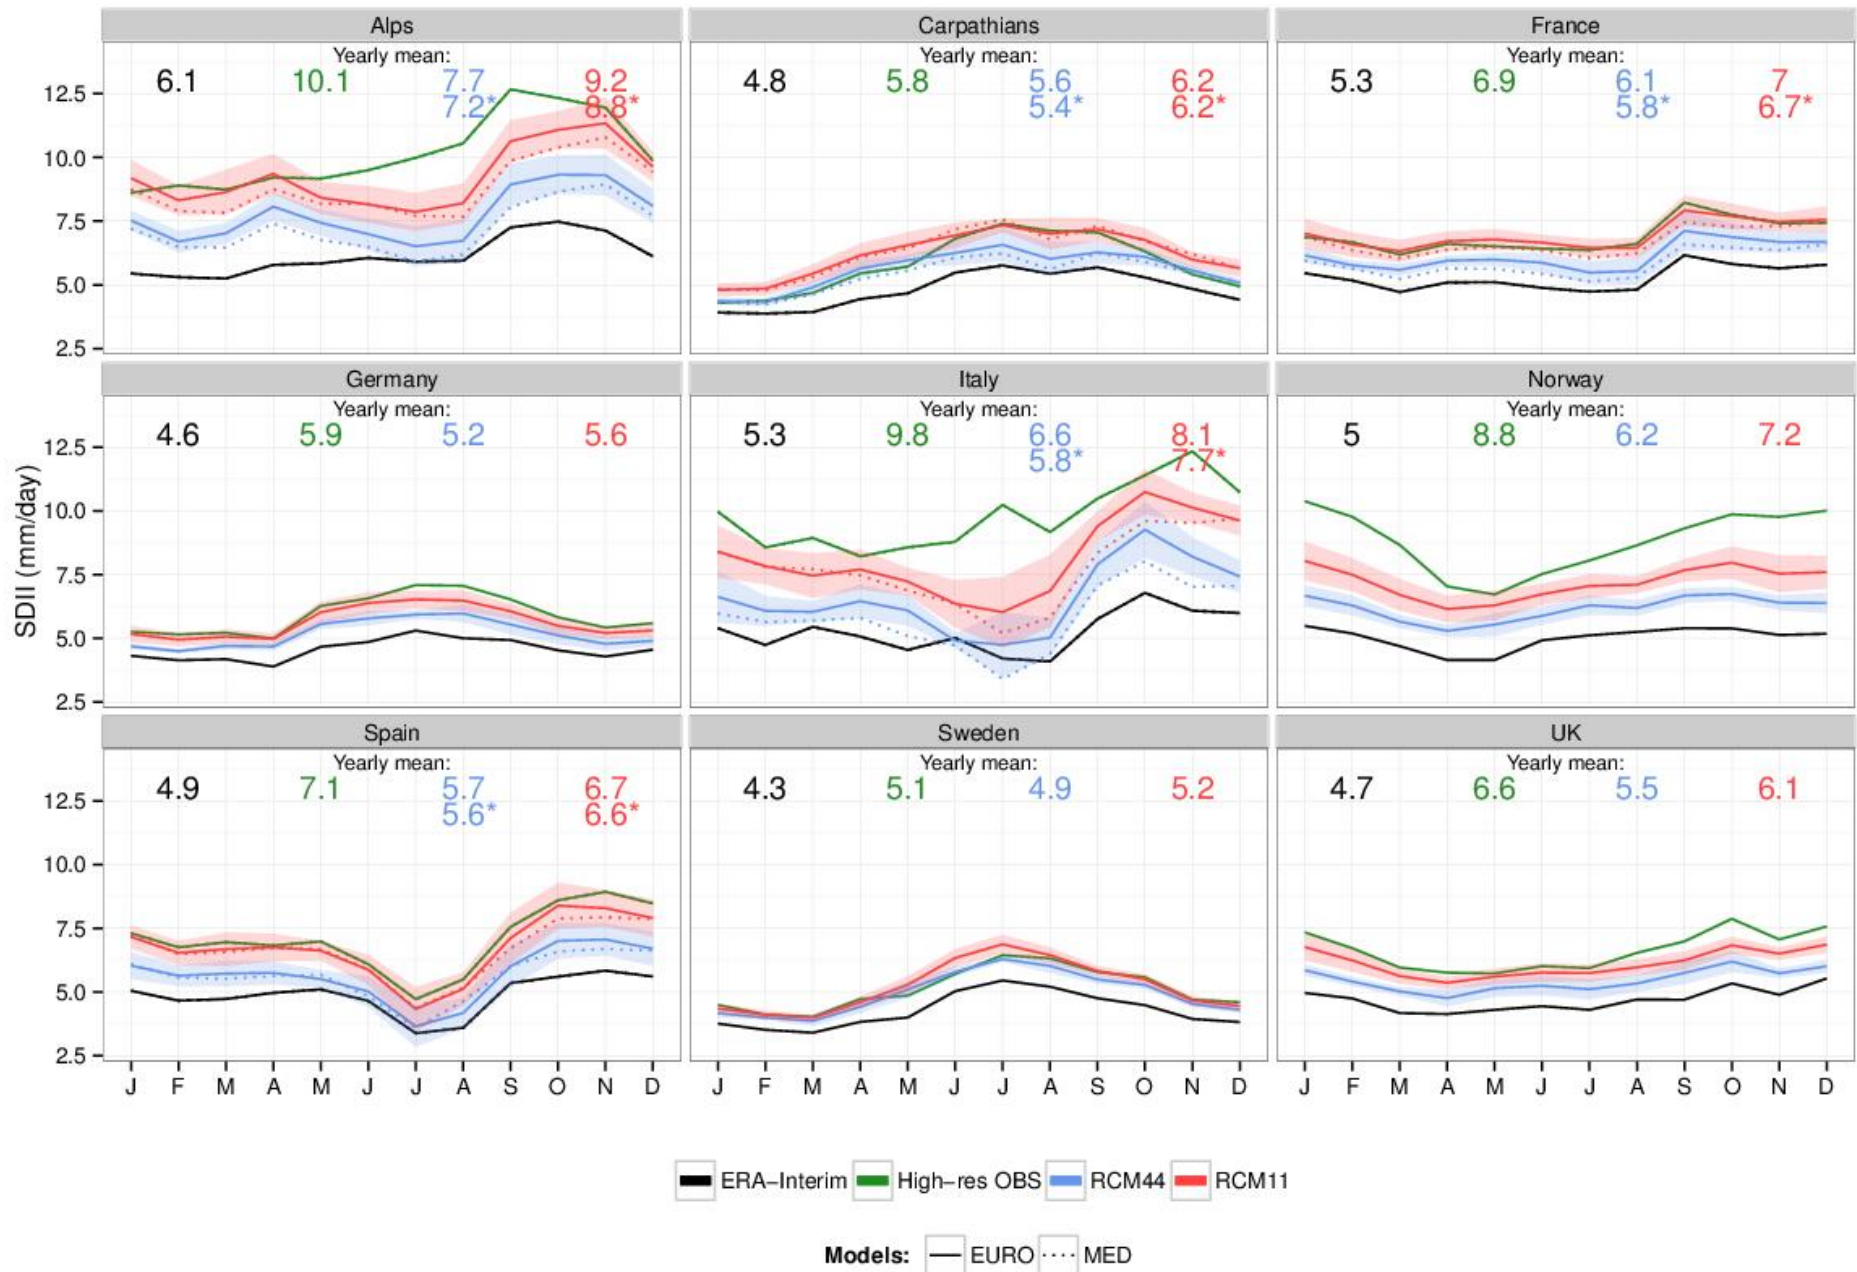 Alps
Carpathians
France
Yearly mean:
Yearly mean:
Yearly mean:
6.1 10.1 7.7 9.2
7.2* 8.8*
4.8 5.8 5.6 6.2
5.4* 6.2*
5.3 6.9 6.1 7
5.8* 6.7*
12.5
10.0
7.5
5.0
2.5
Germany
Italy
Norway
Yearly mean:
Yearly mean:
Yearly mean:
4.6 5.9 5.2 5.6
5.3 9.8 6.6 8.1
5.8* 7.7*
5 8.8 6.2 7.2
12.5
10.0
7.5
5.0
2.5
SDII (mm/day)
Spain
Sweden
UK
Yearly mean:
Yearly mean:
Yearly mean:
4.9 7.1 5.7 6.7
5.6* 6.6*
4.3 5.1 4.9 5.2
4.7 6.6 5.5 6.1
12.5
10.0
7.5
5.0
2.5
J F M A M J J A S O N D
J F M A M J J A S O N D
J F M A M J J A S O N D
ERA−Interim High−res OBS RCM44 RCM11
Models: EURO MED